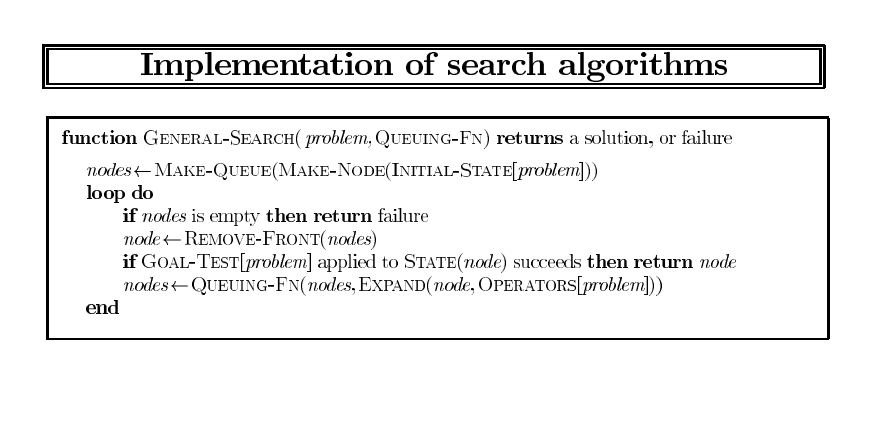 Implementation of search algorithms
function GENERAL-SEARCH( problem, QUEUING-FN) returns a solution, or failure
nodes←MAKE-QUEUE(MAKE-NODE(INITIAL-STATE[problem]))
loop do
if nodes is empty then return failure
node←REMOVE-FRONT(nodes)
if GOAL-TEST[problem] applied to STATE(node) succeeds then return node
nodes←QUEUING-FN(nodes, EXPAND(node, OPERATORS[problem]))
end